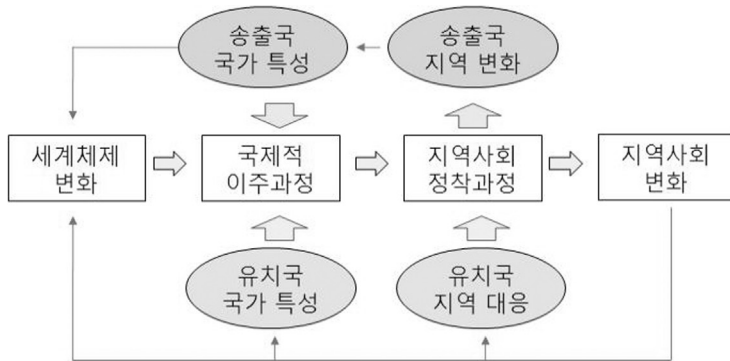 송출국
국가 특성
송출국
지역 변화
세계체제
변화
국제적
이주과정
지역사회
정착과정
지역사회
변화
유치국
국가 특성
유치국
지역 대응